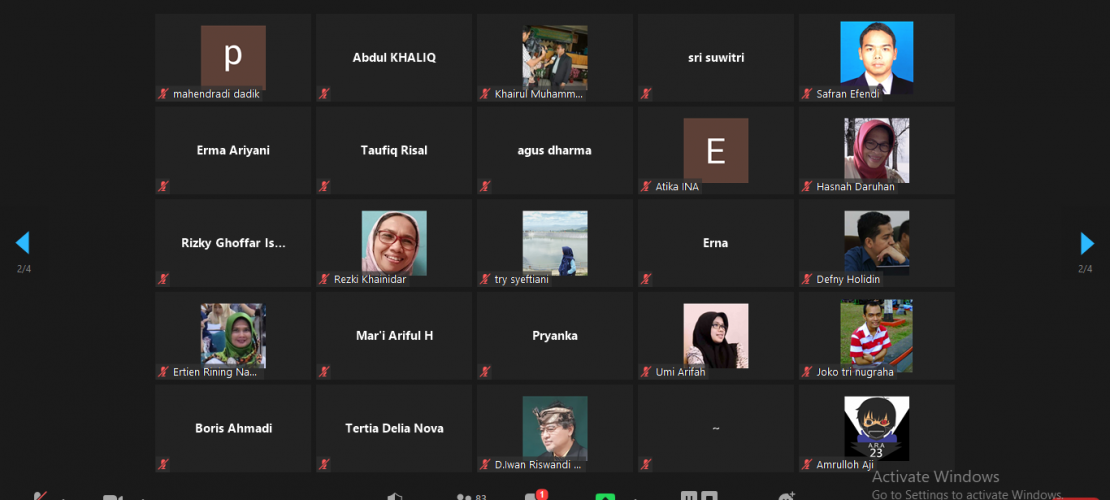 p
mahendradi dadik
Abdul KHALIQ
Khairul Muhamm...
sri suwitri
Safran Efendi
Erma Ariyani
Taufiq Risal
agus dharma
E
Atika INA
Hasnah Daruhan
Rizky Ghoffar Is...
Rezki Khainidar
try syeftiani
Erna
Defny Holidin
2/4
2/4
Ertien Rining Na...
Mar'i Ariful H
Pryanka
Umi Arifah
Joko tri nugraha
Boris Ahmadi
Tertia Delia Nova
D.Iwan Riswandi ...
~
A.R.A
23
Amrulloh Aji
Activate Windows
Go to Settings to activate Windows.
83
1